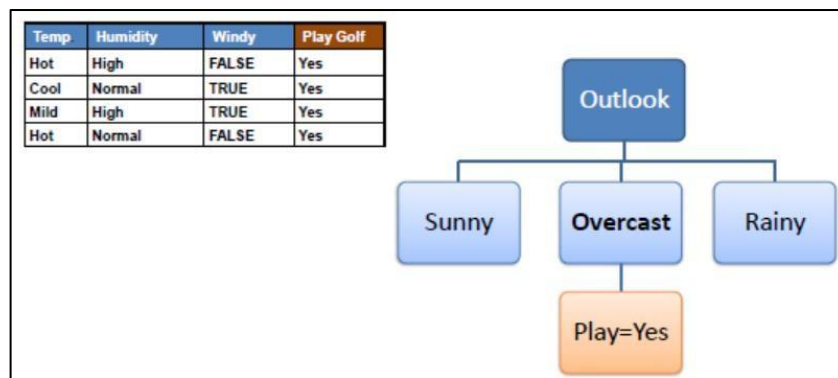 Temp. Humidity Windy Play Golf
Hot High FALSE Yes
Cool Normal TRUE Yes
Mild High TRUE Yes
Hot Normal FALSE Yes
Outlook
Sunny Overcast Rainy
Play=Yes